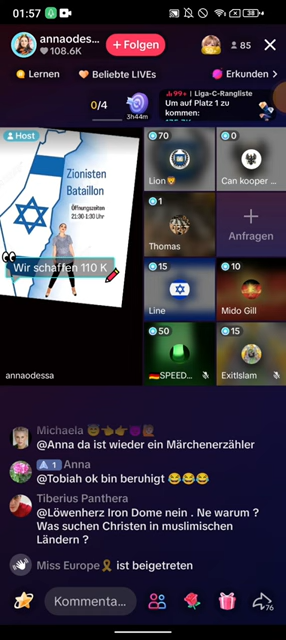 01:57
58
annaodes...
108.6K
+ Folgen
85
Lernen
Beliebte LIVEs
Erkunden >
0/4
3h44m
99+ | Liga-C-Rangliste
Um auf Platz 1 zu
kommen:
Host
Zionisten
Bataillon
Öffnungszeiten
21:30-1:30 Uhr
Wir schaffen 110 K
annaodessa
70
Lion🦁
0
Can kooper ...
1
Thomas
+
Anfragen
15
Line
10
Mido Gill
50
🇩🇪SPEED...
15
ExitIslam
Michaela
@Anna da ist wieder ein Märchenerzähler
1 Anna
@Tobiah ok bin beruhigt 😂😂😂
Tiberius Panthera
@Löwenherz Iron Dome nein . Ne warum ?
Was suchen Christen in muslimischen
Ländern ?
Miss Europe🎗 ist beigetreten
Kommenta...
76